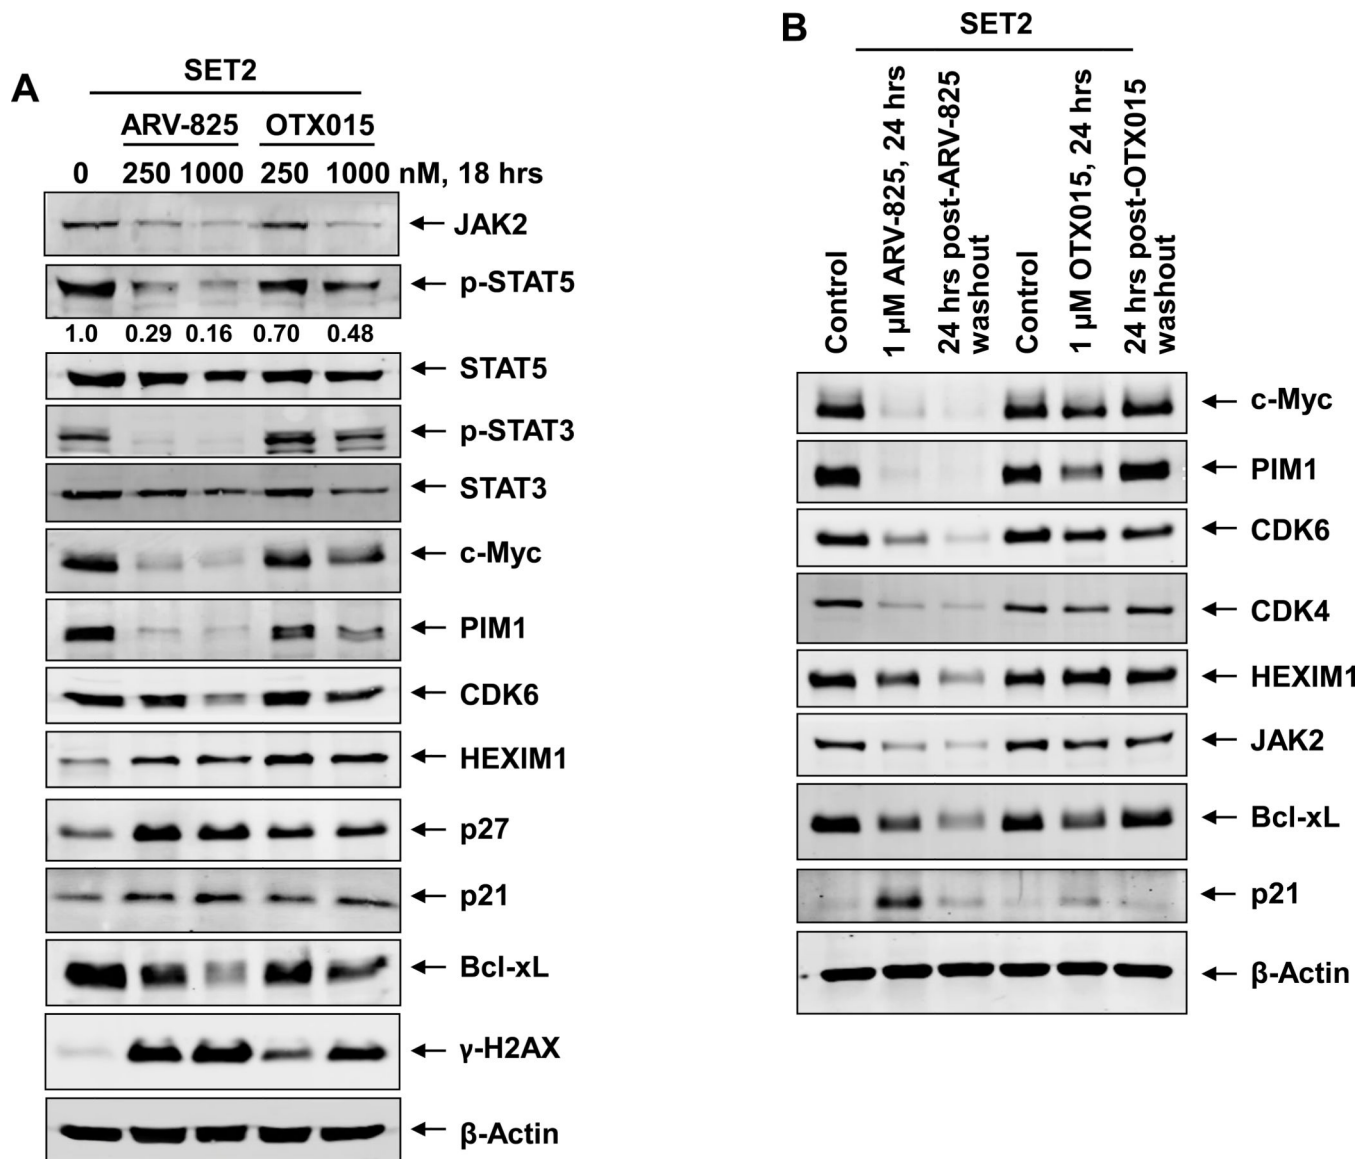 A
SET2
ARV-825 OTX015
0 250 1000 250 1000 nM, 18 hrs
JAK2
p-STAT5
1.0 0.29 0.16 0.70 0.48
STAT5
p-STAT3
STAT3
c-Myc
PIM1
CDK6
HEXIM1
p27
p21
Bcl-xL
γ-H2AX
β-Actin
B
SET2
Control
1 µM ARV-825, 24 hrs
24 hrs post-ARV-825
washout
Control
1 µM OTX015, 24 hrs
24 hrs post-OTX015
washout
c-Myc
PIM1
CDK6
CDK4
HEXIM1
JAK2
Bcl-xL
p21
β-Actin